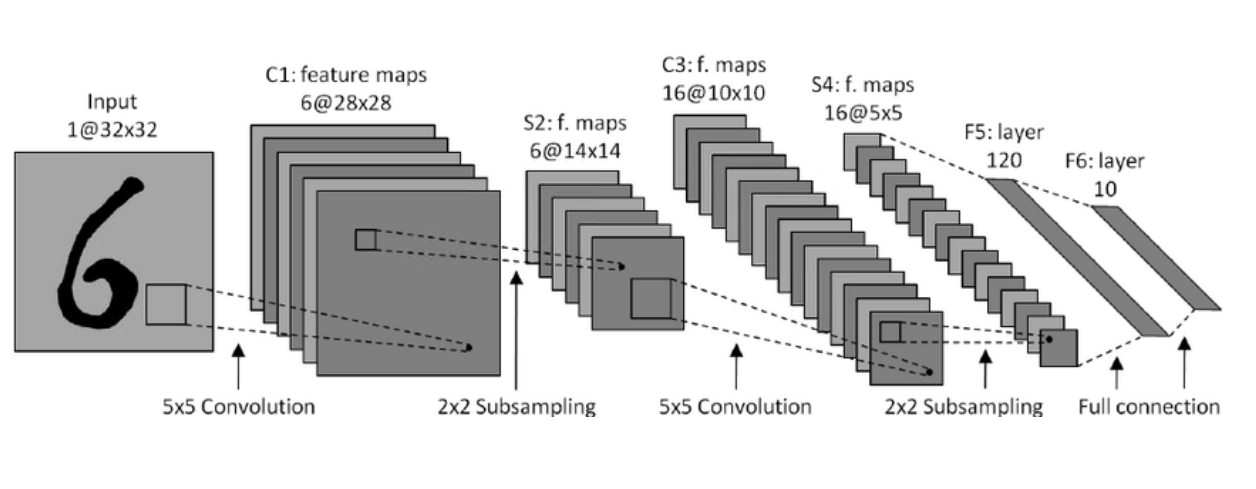 Input
1@32x32
C1: feature maps
6@28x28
S2: f. maps
6@14x14
C3: f. maps
16@10x10
S4: f. maps
16@5x5
F5: layer
120
F6: layer
10
5x5 Convolution
2x2 Subsampling
5x5 Convolution
2x2 Subsampling
Full connection